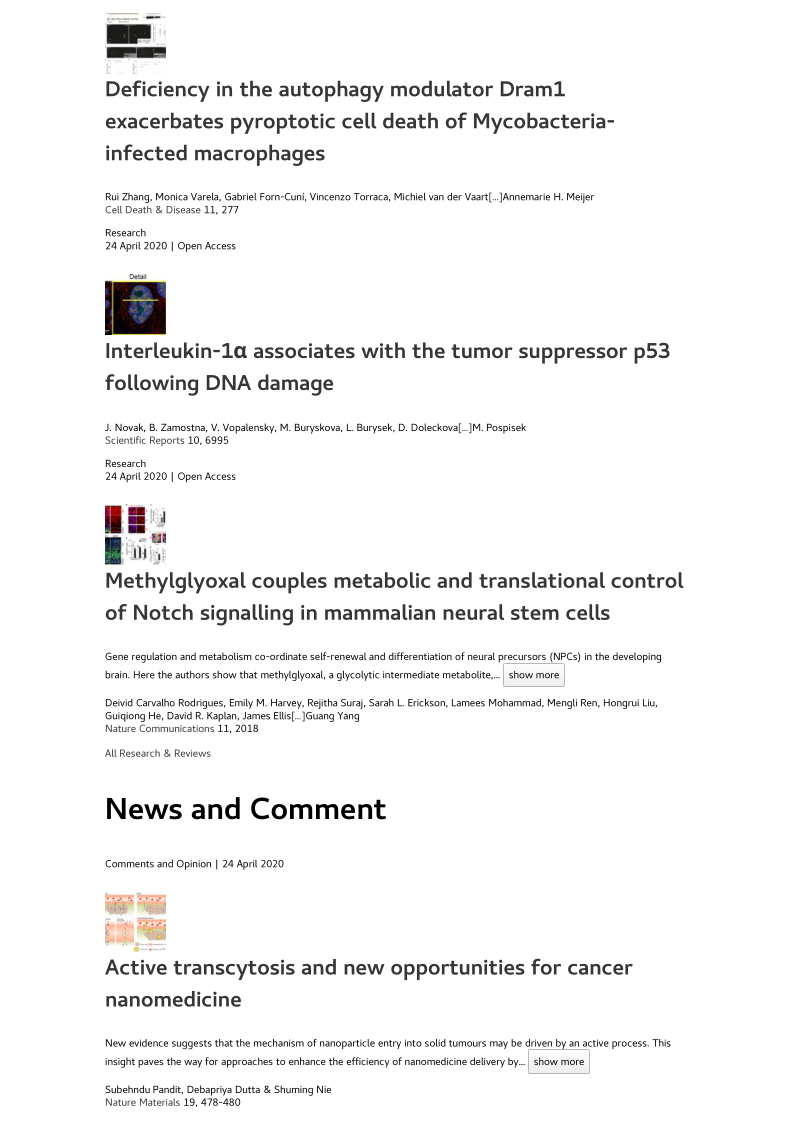 Deficiency in the autophagy modulator Dram1
exacerbates pyroptotic cell death of Mycobacteria-
infected macrophages
Rui Zhang, Monica Varela, Gabriel Forn-Cuní, Vincenzo Torraca, Michiel van der Vaart[…]Annemarie H. Meijer
Cell Death & Disease 11, 277
Research
24 April 2020 | Open Access
Detail
Interleukin-1α associates with the tumor suppressor p53
following DNA damage
J. Novak, B. Zamostna, V. Vopalensky, M. Buryskova, L. Burysek, D. Doleckova[…]M. Pospisek
Scientific Reports 10, 6995
Research
24 April 2020 | Open Access
Methylglyoxal couples metabolic and translational control
of Notch signalling in mammalian neural stem cells
Gene regulation and metabolism co-ordinate self-renewal and differentiation of neural precursors (NPCs) in the developing
brain. Here the authors show that methylglyoxal, a glycolytic intermediate metabolite,… show more
Deivid Carvalho Rodrigues, Emily M. Harvey, Rejitha Suraj, Sarah L. Erickson, Lamees Mohammad, Mengli Ren, Hongrui Liu,
Guiqiong He, David R. Kaplan, James Ellis[…]Guang Yang
Nature Communications 11, 2018
All Research & Reviews
News and Comment
Comments and Opinion | 24 April 2020
Active transcytosis and new opportunities for cancer
nanomedicine
New evidence suggests that the mechanism of nanoparticle entry into solid tumours may be driven by an active process. This
insight paves the way for approaches to enhance the efficiency of nanomedicine delivery by… show more
Subehndu Pandit, Debapriya Dutta & Shuming Nie
Nature Materials 19, 478-480